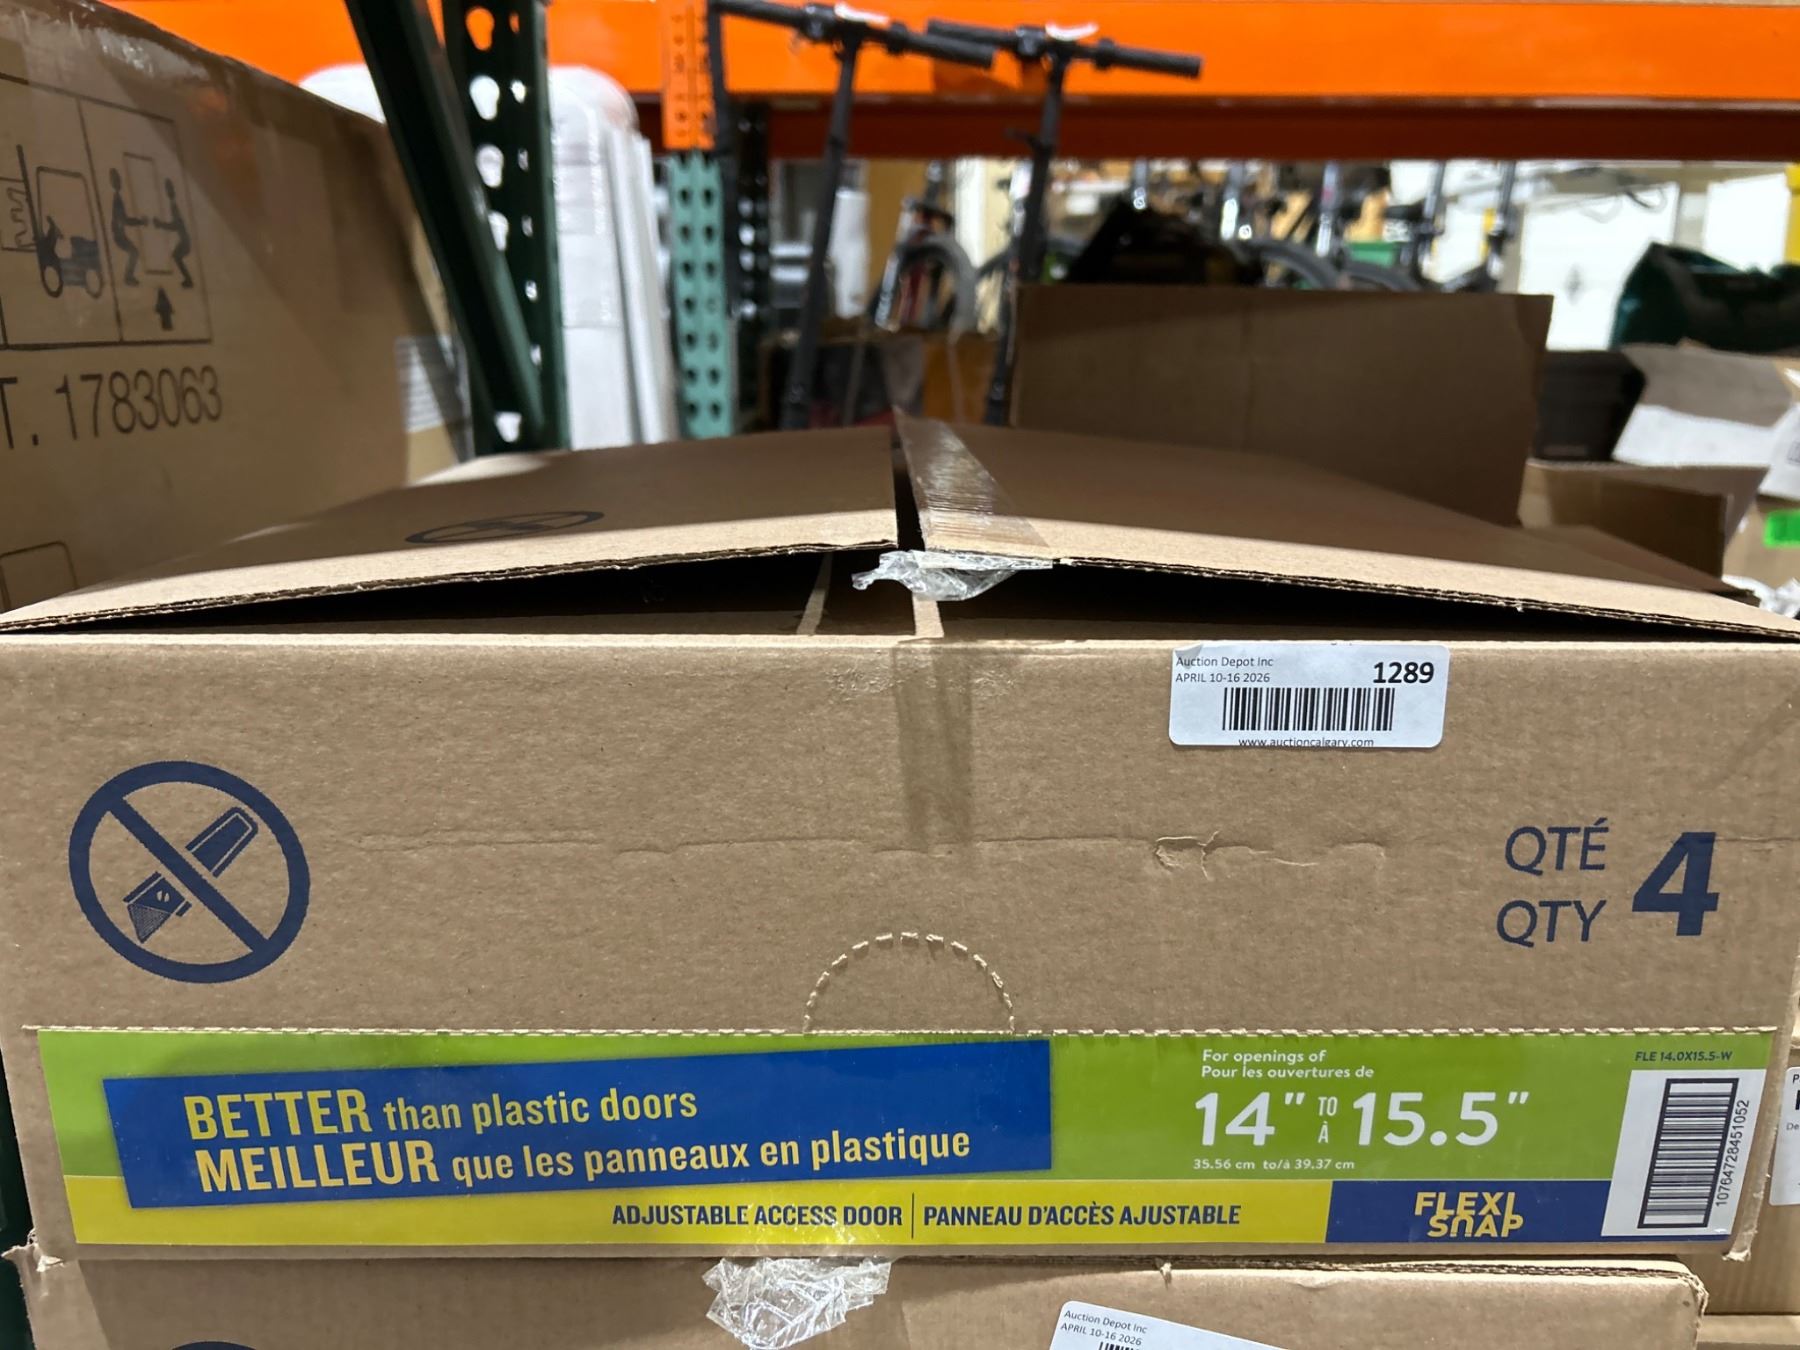 T. 1783063
Auction Depot Inc
APRIL 10-16 2026
1289
www.auctioncalgary.com
QTÉ
QTY
4
BETTER than plastic doors
MEILLEUR que les panneaux en plastique
For openings of
Pour les ouvertures de
14" TO À 15.5"
35.56 cm to/à 39.37 cm
FLE 14.0X15.5-W
10764728451052
ADJUSTABLE ACCESS DOOR | PANNEAU D'ACCÈS AJUSTABLE
FLEXI
SNAP
Auction Depot Inc
APRIL 10-16 2026